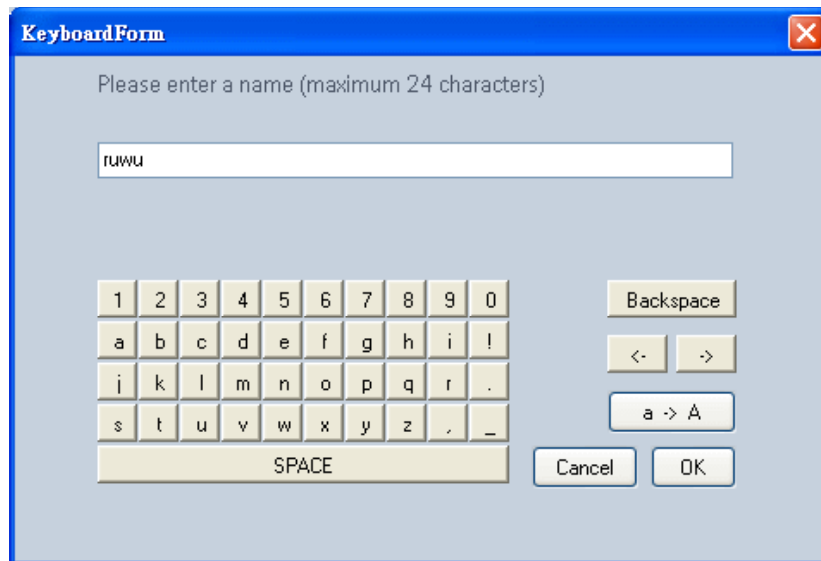 KeyboardForm
Please enter a name (maximum 24 characters)
ruwu
1 2 3 4 5 6 7 8 9 0 Backspace
a b c d e f g h i ! <- ->
j k l m n o p q r . a -> A
s t u v w x y z , _
SPACE Cancel OK